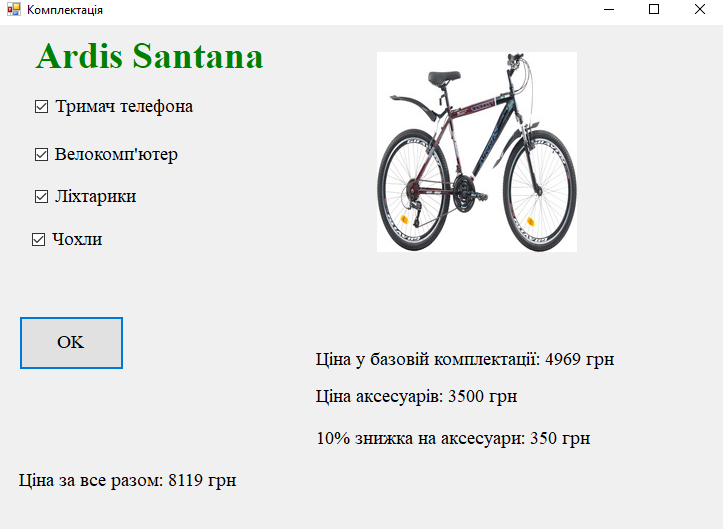 Комплектація
Ardis Santana
Тримач телефона
Велокомп'ютер
Ліхтарики
Чохли
OK
Ціна у базовій комплектації: 4969 грн
Ціна аксесуарів: 3500 грн
10% знижка на аксесуари: 350 грн
Ціна за все разом: 8119 грн